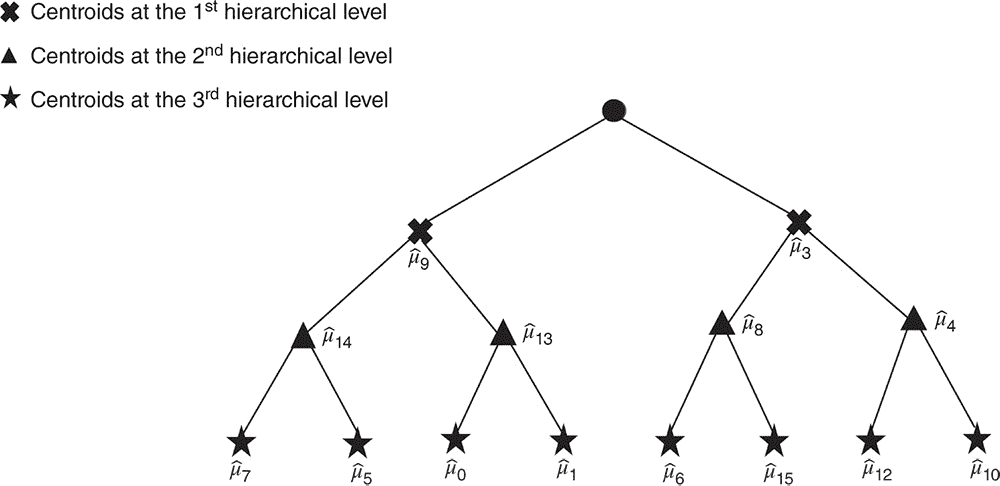 Centroids at the 1st hierarchical level
Centroids at the 2nd hierarchical level
Centroids at the 3rd hierarchical level
μ̂9 μ̂3
μ̂14 μ̂13 μ̂8 μ̂4
μ̂7 μ̂5 μ̂0 μ̂1 μ̂6 μ̂15 μ̂12 μ̂10